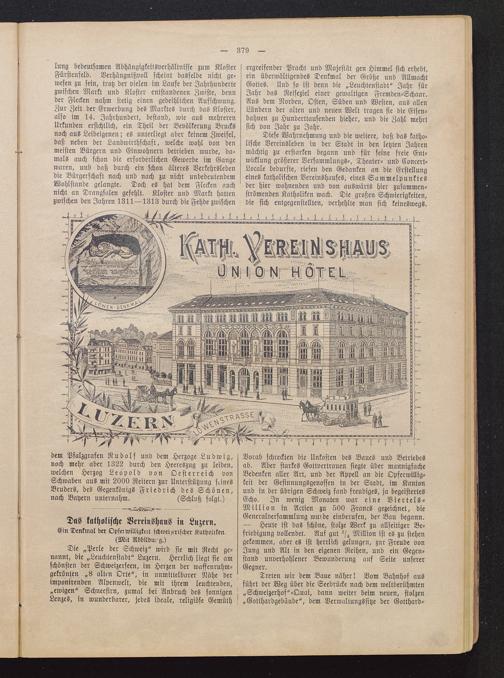 — 379 —
lung bedeutsamen Abhängigkeitsverhältnisse zum Kloster
Fürstenfeld. Verhängnißvoll scheint dasselbe nicht ge-
wesen zu sein, trotz der vielen im Laufe der Jahrhunderte
zwischen Markt und Kloster entstandenen Zwiste, denn
der Flecken nahm stetig einen gedeihlichen Aufschwung.
Zur Zeit der Erwerbung des Marktes durch das Kloster,
also im 14. Jahrhundert, bestand, wie aus mehreren
Urkunden ersichtlich, ein Theil der Bevölkerung Brucks
noch aus Leibeignen; es unterliegt aber keinem Zweifel,
daß neben der Landwirthschaft, welche wohl von den
meisten Bürgern und Einwohnern betrieben wurde, da-
mals auch schon die erforderlichen Gewerbe im Gange
waren, und daß durch ein schon älteres Verkehrsleben
die Bürgerschaft nach und nach zu nicht unbedeutendem
Wohlstande gelangte. Doch es hat dem Flecken auch
nicht an Drangsalen gefehlt. Kloster und Markt hatten
zwischen den Jahren 1311—1313 durch die Fehde zwischen
ergreifender Pracht und Majestät gen Himmel sich erhebt,
ein überwältigendes Denkmal der Größe und Allmacht
Gottes. Und so ist denn die „Leuchtenstadt“ Jahr für
Jahr das Reiseziel einer gewaltigen Fremden-Schaar.
Aus dem Norden, Osten, Süden und Westen, aus allen
Ländern der alten und neuen Welt tragen sie die Eisen-
bahnen zu Hunderttausenden hieher, und die Zahl mehrt
sich von Jahr zu Jahr.
Diese Wahrnehmung und die weitere, daß das katho-
lische Vereinsleben in der Stadt in den letzten Jahren
mächtig zu erstarken begann und für seine freie Ent-
wicklung größerer Versammlungs-, Theater- und Concert-
Locale bedurfte, riefen den Gedanken an die Erstellung
eines katholischen Vereinshauses, eines Sammelpunktes
der hier wohnenden und von auswärts hier zusammen-
strömenden Katholiken wach. Die großen Schwierigkeiten,
die sich entgegenstellten, verhehlte man sich keineswegs.
LÖWEN-DENKMAL
KATH. VEREINSHAUS
UNION HÔTEL
LUZERN
LÖWENSTRASSE
dem Pfalzgrafen Rudolf und dem Herzoge Ludwig,
noch mehr aber 1322 durch den Heereszug zu leiden,
welchen Herzog Leopold von Oesterreich von
Schwaben aus mit 2000 Reitern zur Unterstützung seines
Bruders, des Gegenkönigs Friedrich des Schönen,
nach Bayern unternahm. (Schluß folgt.)
Das katholische Vereinshaus in Luzern.
Ein Denkmal der Opferwilligkeit schweizerischer Katholiken.
(Mit Abbildung.)
Die „Perle der Schweiz“ wird sie mit Recht ge-
nannt, die „Leuchtenstadt“ Luzern. Herrlich liegt sie am
schönsten der Schweizerseen, im Herzen der waffenruhm-
gekrönten „8 alten Orte“, in unmittelbarer Nähe der
imponirenden Alpenwelt, die mit ihrem leuchtenden,
„ewigen“ Schneefirn, zumal bei Anbruch des sonnigen
Lenzes, in wunderbarer, jedes ideale, religiöse Gemüth
Vorab schreckten die Unkosten des Baues und Betriebes
ab. Aber starkes Gottvertrauen siegte über mannigfache
Bedenken aller Art, und der Appell an die Opferwillig-
keit der Gesinnungsgenossen in der Stadt, im Kanton
und in der übrigen Schweiz fand freudiges, ja begeistertes
Echo. In wenig Monaten war eine Viertels-
Million in Actien zu 500 Francs gezeichnet, die
Generalversammlung wurde einberufen, der Bau begann.
— Heute ist das schöne, stolze Werk zu allseitiger Be-
friedigung vollendet. Auf gut Million ist es zu stehen
gekommen, aber es ist herrlich gelungen, zur Freude von
Jung und Alt in den eigenen Reihen, und ein Gegen-
stand unverhohlener Bewunderung auf Seite unserer
Gegner.
Treten wir dem Baue näher! Vom Bahnhof aus
führt der Weg über die Seebrücke nach dem weltberühmten
„Schweizerhof“-Quai, dann weiter beim neuen, stolzen
„Gotthardgebäude“, dem Verwaltungssitze der Gotthard-